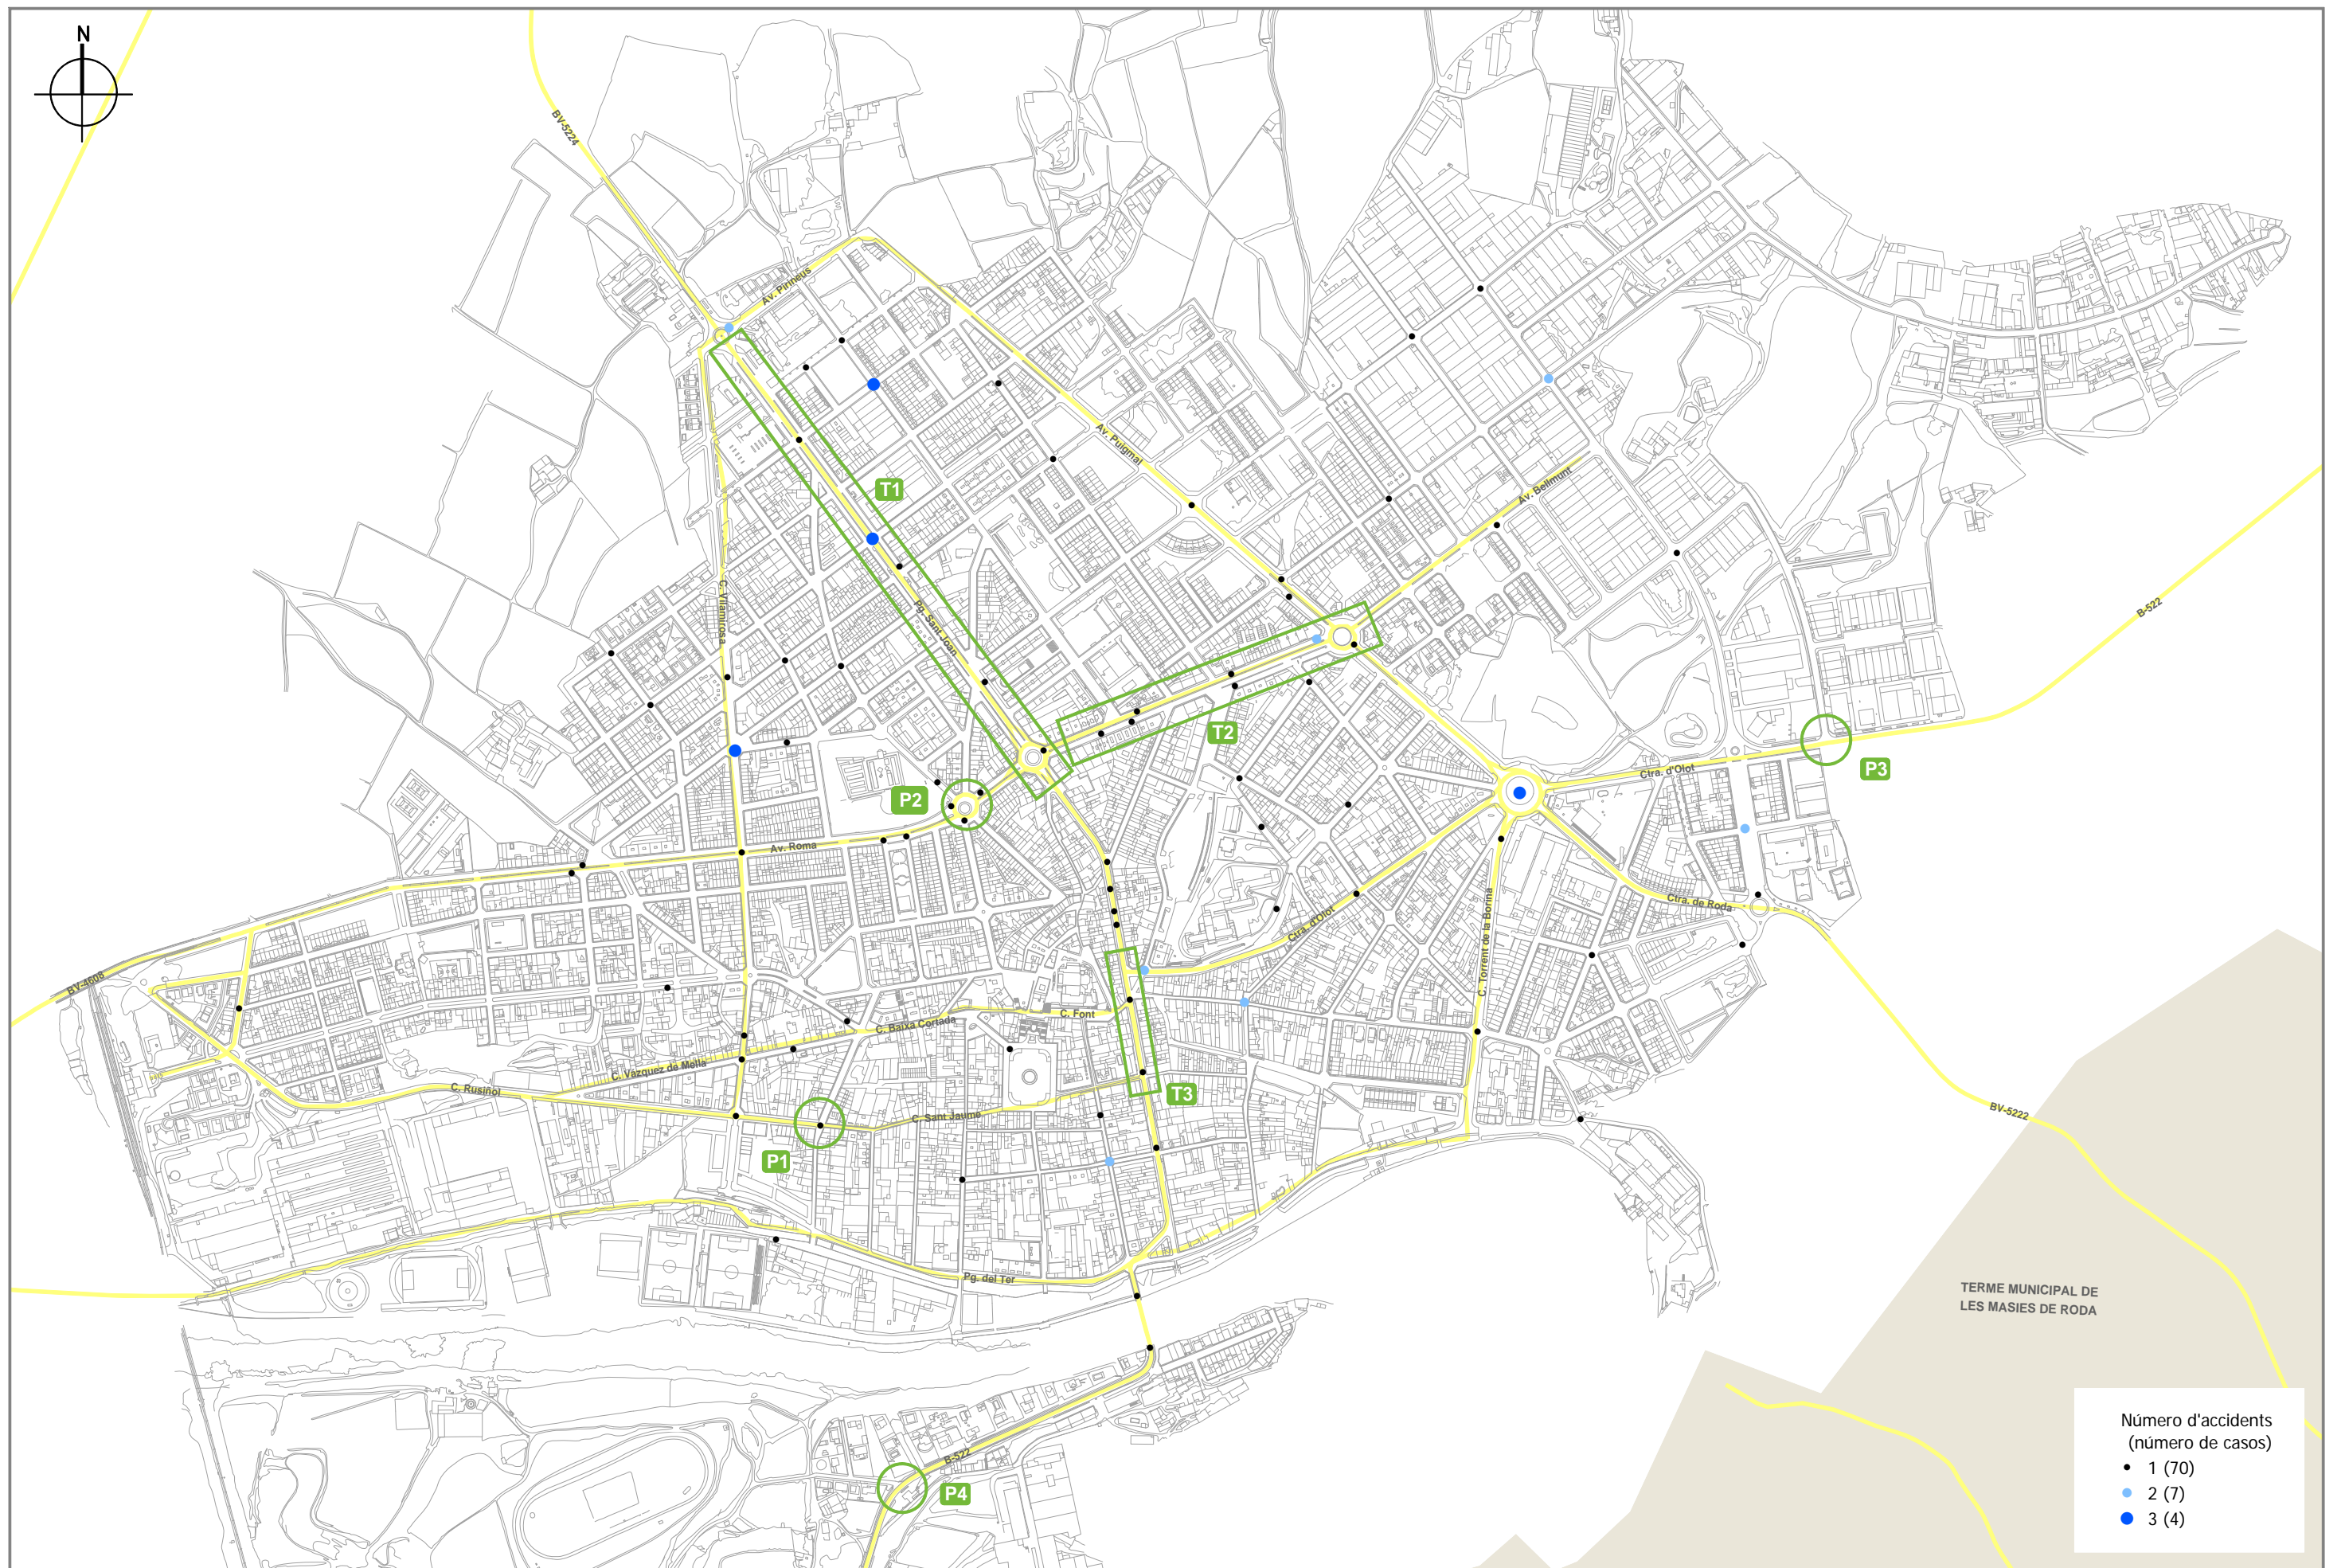 N
BV-5224
Av. Pirineus
T1
Av. Puigmal
Av. Bellmunt
C. Vilamirosa
Pg. Sant Joan
B-522
T2
P3
Ctra. d'Olot
P2
Av. Roma
C. Torrent de la Borina
Ctra. de Roda
Ctra. d'Olot
BV-4608
C. Font
C. Baixa Cortada
C. Vazquez de Mella
C. Rusiñol
T3
C. Sant Jaume
BV-5222
P1
Pg. del Ter
TERME MUNICIPAL DE
LES MASIES DE RODA
B-522
P4
Número d'accidents
(número de casos)
1 (70)
2 (7)
3 (4)